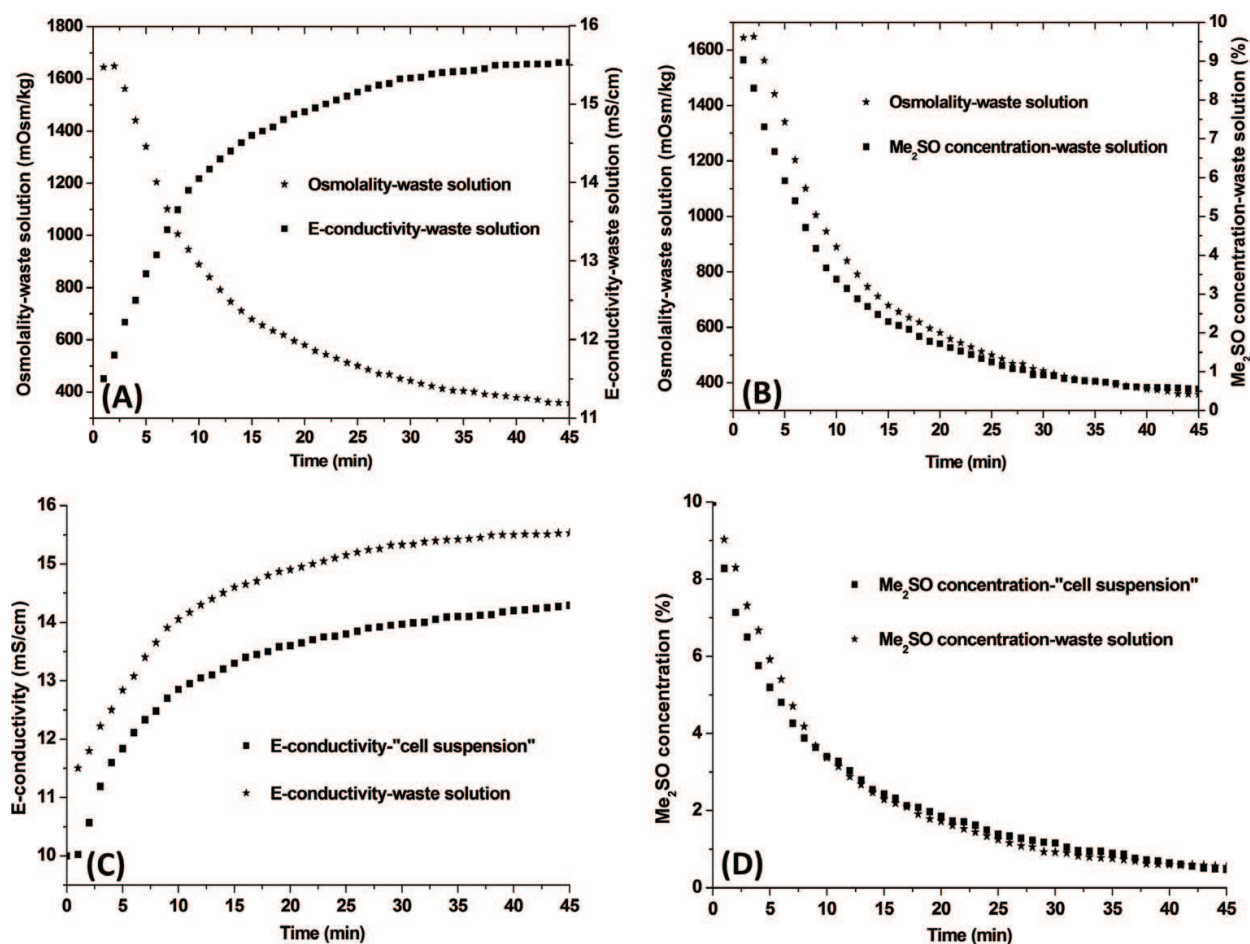 1800
1600
1400
1200
1000
800
600
400
Osmolality-waste solution (mOsm/kg)
16
15
14
13
12
11
E-conductivity-waste solution (mS/cm)
Osmolality-waste solution
E-conductivity-waste solution
(A)
0 5 10 15 20 25 30 35 40 45
Time (min)
1600
1400
1200
1000
800
600
400
Osmolality-waste solution (mOsm/kg)
10
9
8
7
6
5
4
3
2
1
0
Me₂SO concentration-waste solution (%)
Osmolality-waste solution
Me₂SO concentration-waste solution
(B)
0 5 10 15 20 25 30 35 40 45
Time (min)
16
15
14
13
12
11
10
E-conductivity (mS/cm)
E-conductivity-"cell suspension"
E-conductivity-waste solution
(C)
0 5 10 15 20 25 30 35 40 45
Time (min)
10
8
6
4
2
0
Me₂SO concentration (%)
Me₂SO concentration-"cell suspension"
Me₂SO concentration-waste solution
(D)
0 5 10 15 20 25 30 35 40 45
Time (min)